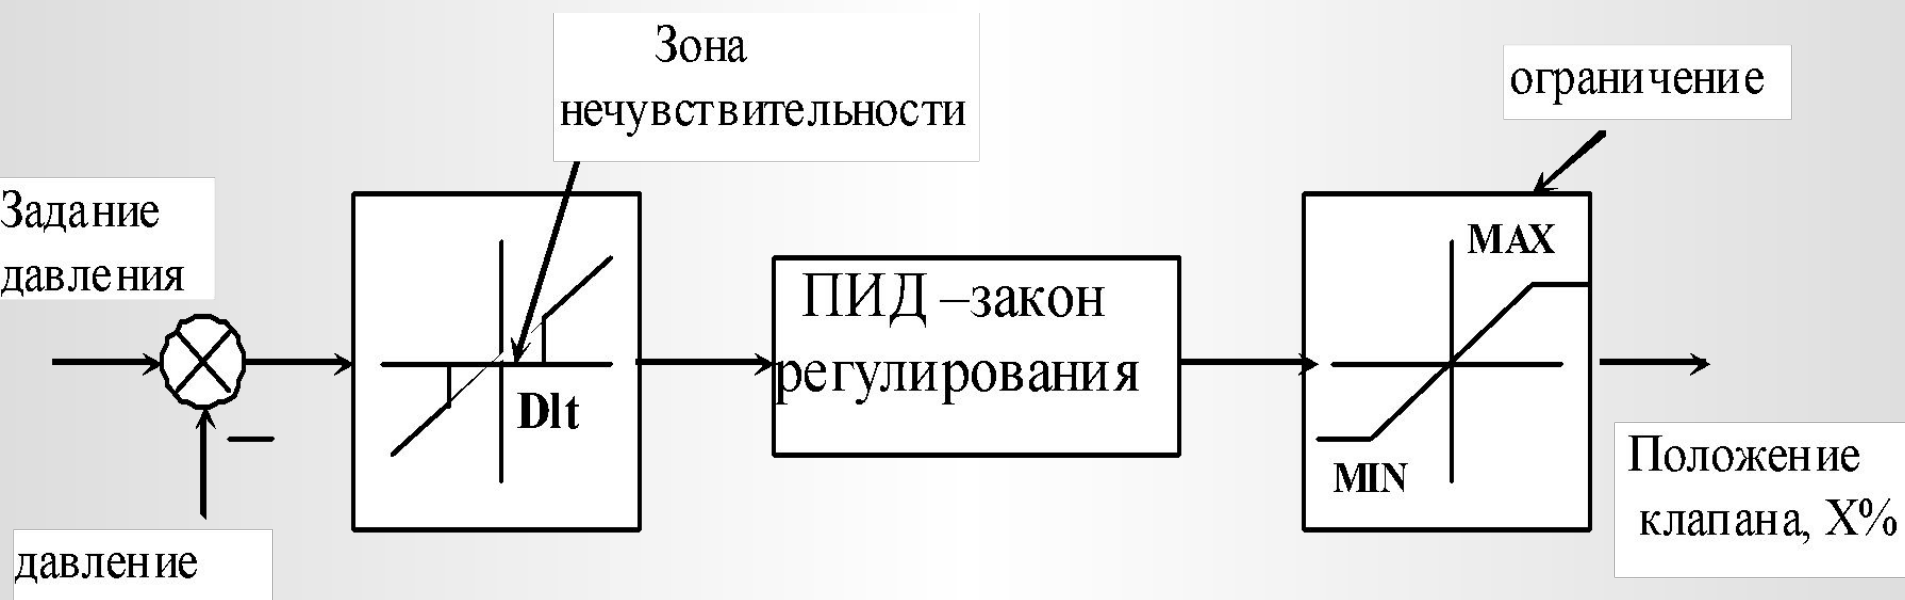 Зона
нечувствительности
ограничение
Задание
давления
MAX
ПИД –закон
регулирования
Dlt
MIN
Положение
клапана, X%
давление